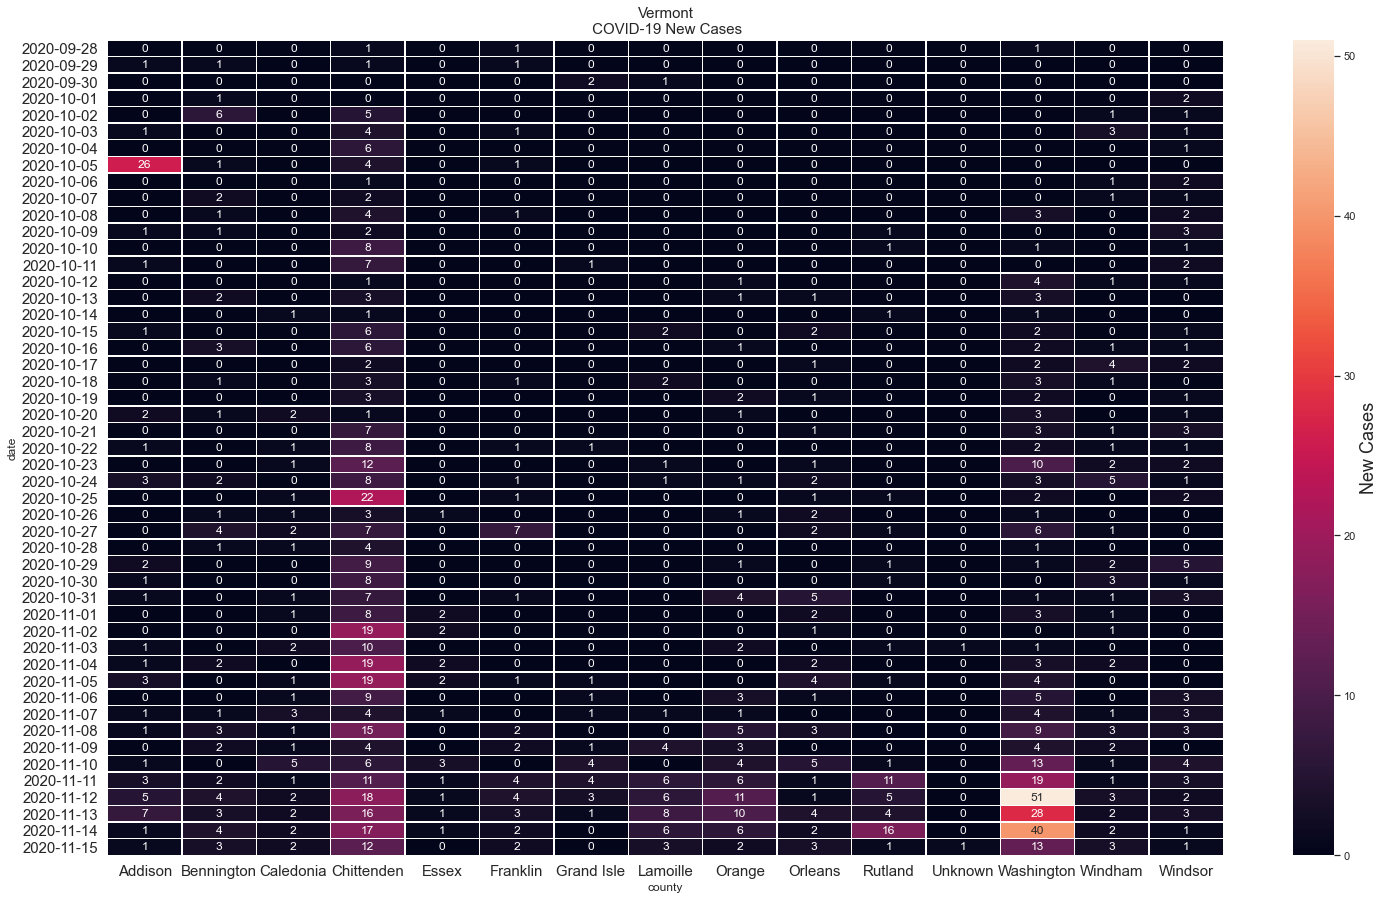 Vermont
COVID-19 New Cases
2020-09-28 0 0 0 1 0 1 0 0 0 0 0 0 1 0 0
2020-09-29 1 1 0 1 0 1 0 0 0 0 0 0 0 0 0
2020-09-30 0 0 0 0 0 0 2 1 0 0 0 0 0 0 0
2020-10-01 0 1 0 0 0 0 0 0 0 0 0 0 0 0 2
2020-10-02 0 6 0 5 0 0 0 0 0 0 0 0 0 1 1
2020-10-03 1 0 0 4 0 1 0 0 0 0 0 0 0 3 1
2020-10-04 0 0 0 6 0 0 0 0 0 0 0 0 0 0 1
2020-10-05 26 1 0 4 0 1 0 0 0 0 0 0 0 0 0
2020-10-06 0 0 0 1 0 0 0 0 0 0 0 0 0 1 2
2020-10-07 0 2 0 2 0 0 0 0 0 0 0 0 0 1 1
2020-10-08 0 1 0 4 0 1 0 0 0 0 0 0 3 0 2
2020-10-09 1 1 0 2 0 0 0 0 0 0 1 0 0 0 3
2020-10-10 0 0 0 8 0 0 0 0 0 0 1 0 1 0 1
2020-10-11 1 0 0 7 0 0 1 0 0 0 0 0 0 0 2
2020-10-12 0 0 0 1 0 0 0 0 1 0 0 0 4 1 1
2020-10-13 0 2 0 3 0 0 0 0 1 1 0 0 3 0 0
2020-10-14 0 0 1 1 0 0 0 0 0 0 1 0 1 0 0
2020-10-15 1 0 0 6 0 0 0 2 0 2 0 0 2 0 1
2020-10-16 0 3 0 6 0 0 0 0 1 0 0 0 2 1 1
2020-10-17 0 0 0 2 0 0 0 0 0 1 0 0 2 4 2
2020-10-18 0 1 0 3 0 1 0 2 0 0 0 0 3 1 0
2020-10-19 0 0 0 3 0 0 0 0 2 1 0 0 2 0 1
2020-10-20 2 1 2 1 0 0 0 0 1 0 0 0 3 0 1
2020-10-21 0 0 0 7 0 0 0 0 0 1 0 0 3 1 3
2020-10-22 1 0 1 8 0 1 1 0 0 0 0 0 2 1 1
2020-10-23 0 0 1 12 0 0 0 1 0 1 0 0 10 2 2
2020-10-24 3 2 0 8 0 1 0 1 1 2 0 0 3 5 1
2020-10-25 0 0 1 22 0 1 0 0 0 1 1 0 2 0 2
2020-10-26 0 1 1 3 1 0 0 0 1 2 0 0 1 0 0
2020-10-27 0 4 2 7 0 7 0 0 0 2 1 0 6 1 0
2020-10-28 0 1 1 4 0 0 0 0 0 0 0 0 1 0 0
2020-10-29 2 0 0 9 0 0 0 0 1 0 1 0 1 2 5
2020-10-30 1 0 0 8 0 0 0 0 0 0 1 0 0 3 1
2020-10-31 1 0 1 7 0 1 0 0 4 5 0 0 1 1 3
2020-11-01 0 0 1 8 2 0 0 0 0 2 0 0 3 1 0
2020-11-02 0 0 0 19 2 0 0 0 0 1 0 0 0 1 0
2020-11-03 1 0 2 10 0 0 0 0 2 0 1 1 1 0 0
2020-11-04 1 2 0 19 2 0 0 0 0 2 0 0 3 2 0
2020-11-05 3 0 1 19 2 1 1 0 0 4 1 0 4 0 0
2020-11-06 0 0 1 9 0 0 1 0 3 1 0 0 5 0 3
2020-11-07 1 1 3 4 1 0 1 1 1 0 0 0 4 1 3
2020-11-08 1 3 1 15 0 2 0 0 5 3 0 0 9 3 3
2020-11-09 0 2 1 4 0 2 1 4 3 0 0 0 4 2 0
2020-11-10 1 0 5 6 3 0 4 0 4 5 1 0 13 1 4
2020-11-11 3 2 1 11 1 4 4 6 6 1 11 0 19 1 3
2020-11-12 5 4 2 18 1 4 3 6 11 1 5 0 51 3 2
2020-11-13 7 3 2 16 1 3 1 8 10 4 4 0 28 2 3
2020-11-14 1 4 2 17 1 2 0 6 6 2 16 0 40 2 1
2020-11-15 1 3 2 12 0 2 0 3 2 3 1 1 13 3 1
Addison Bennington Caledonia Chittenden Essex Franklin Grand Isle Lamoille Orange Orleans Rutland Unknown Washington Windham Windsor
county
date
50
40
30
20
10
0
New Cases